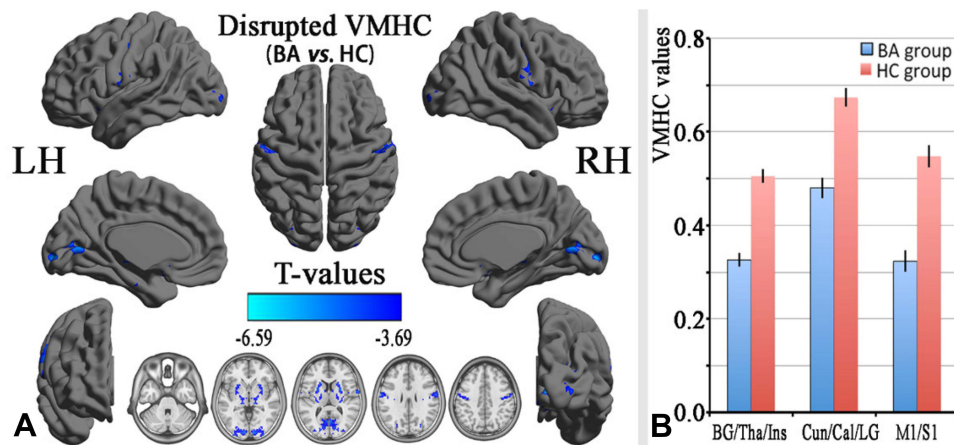 Disrupted VMHC
(BA vs. HC)
LH
RH
T-values
-6.59
-3.69
A
VMHC values
0.8
0.6
0.4
0.2
0.0
BA group
HC group
BG/Tha/Ins
Cun/Cal/LG
M1/S1
B